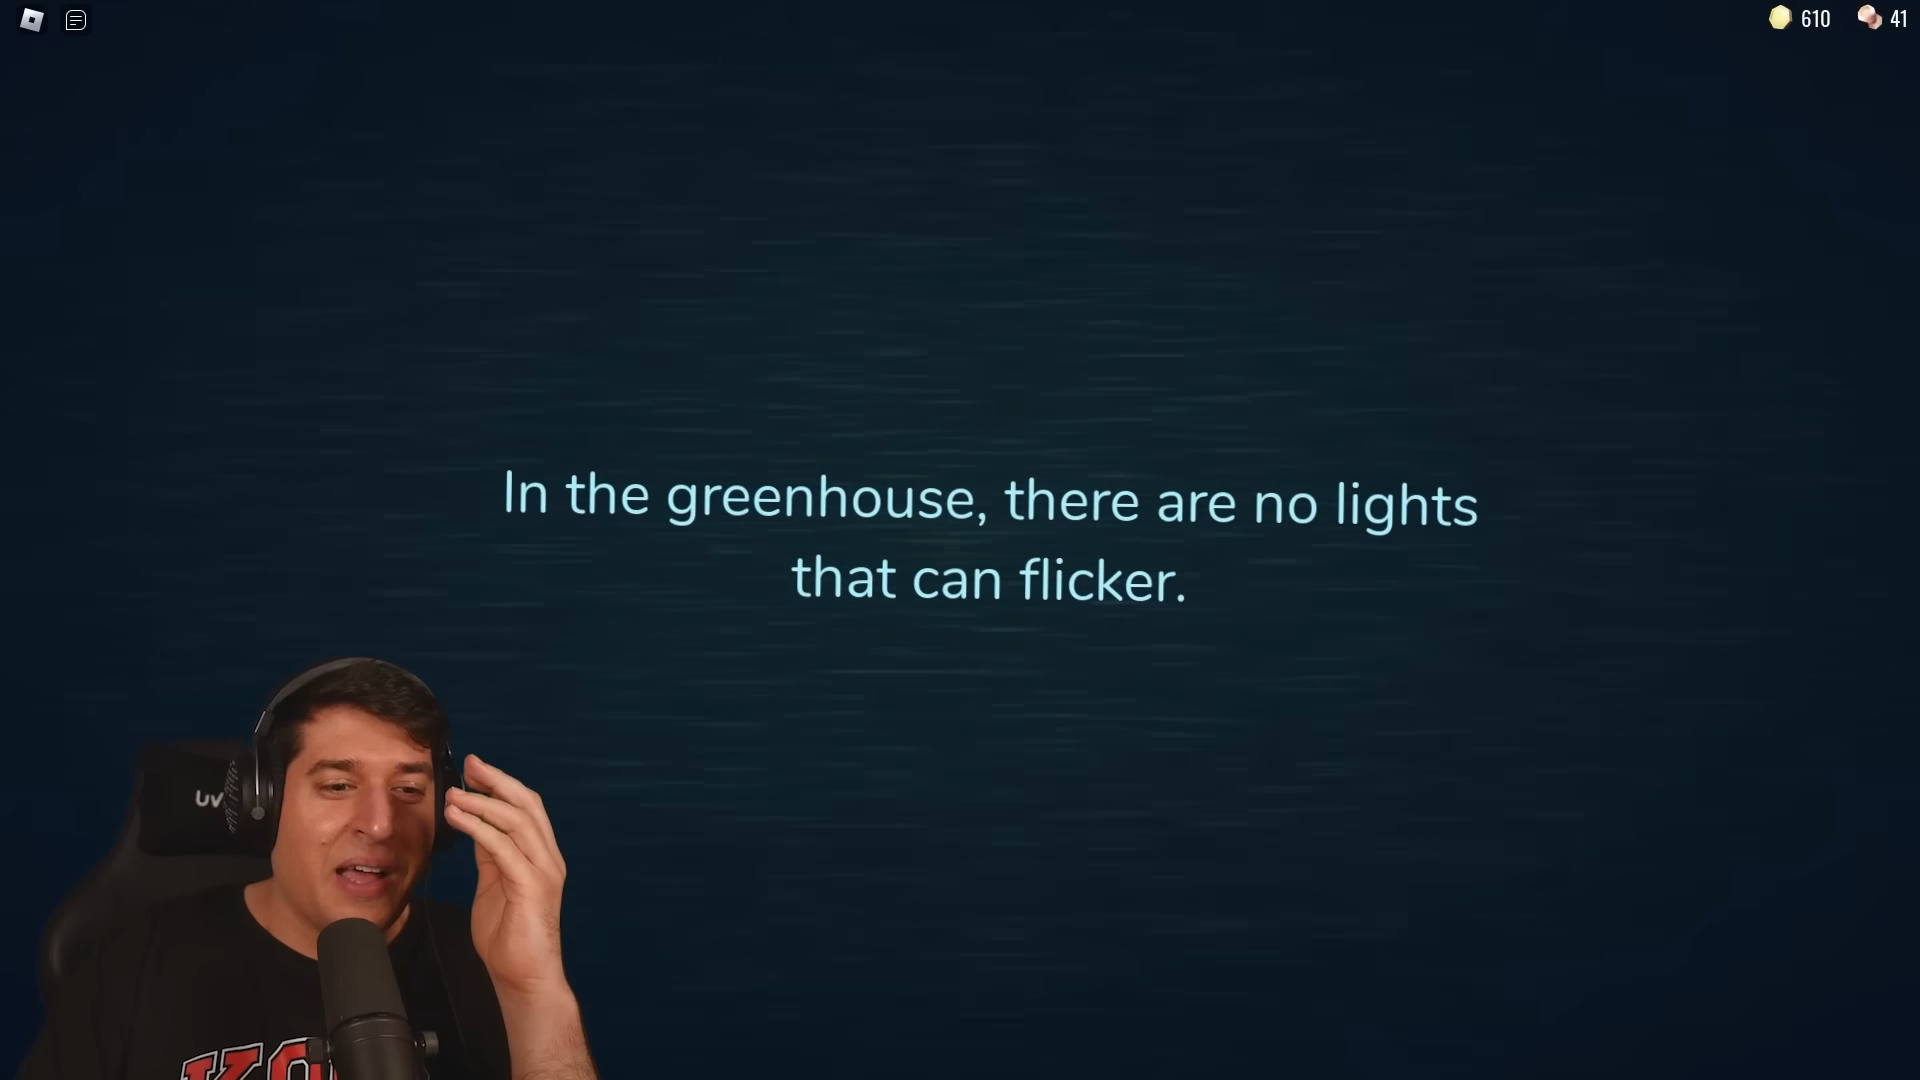 610
41
In the greenhouse, there are no lights
that can flicker.
UV